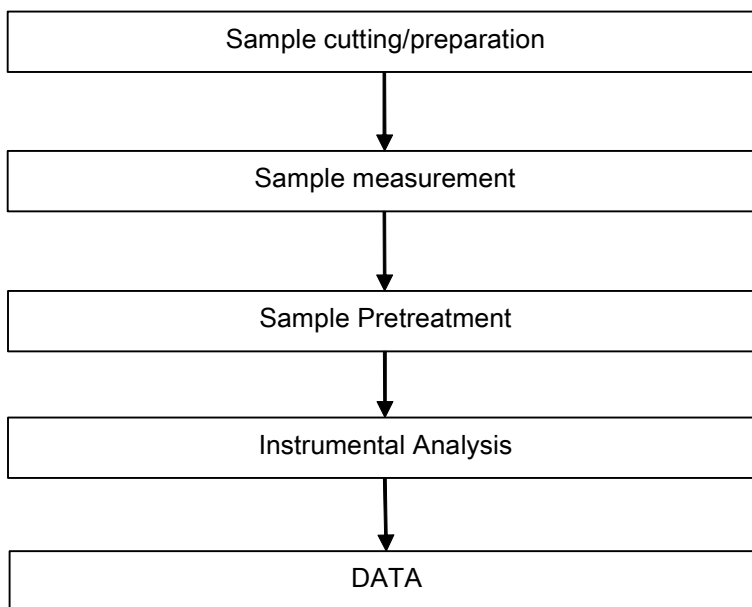 Sample cutting/preparation
Sample measurement
Sample Pretreatment
Instrumental Analysis
DATA